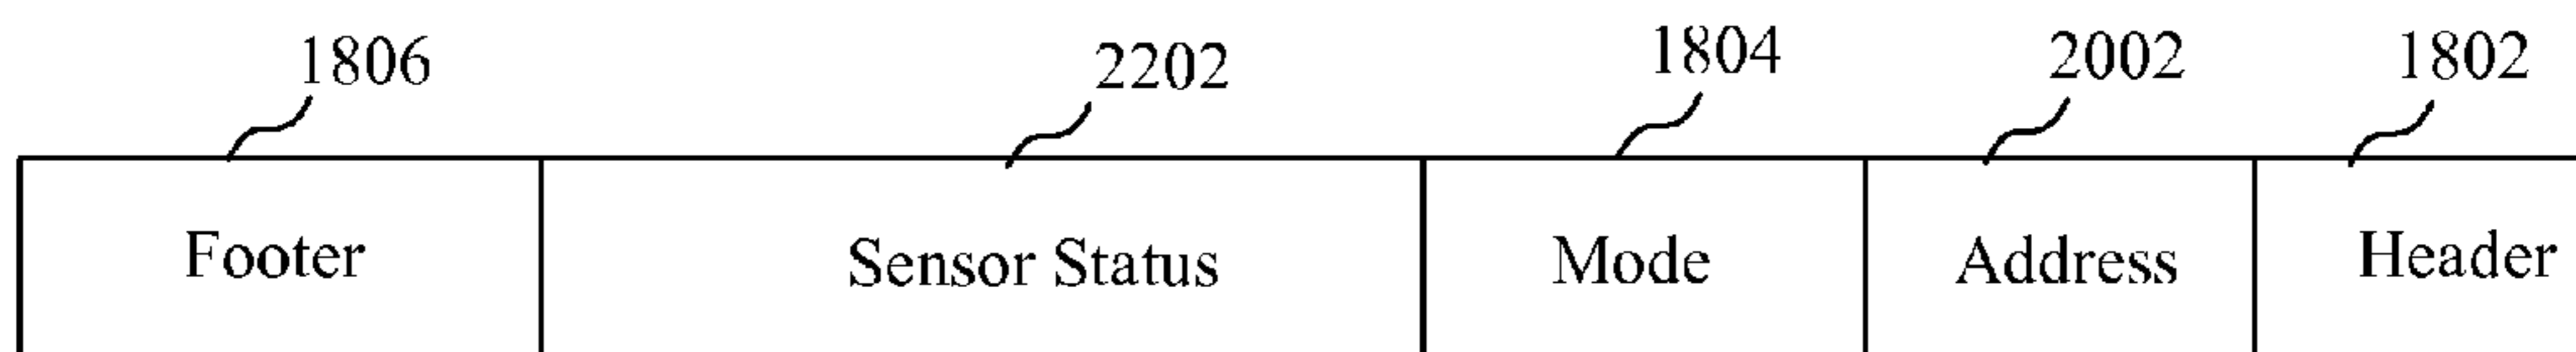 1806 2202 1804 2002 1802
Footer Sensor Status Mode Address Header